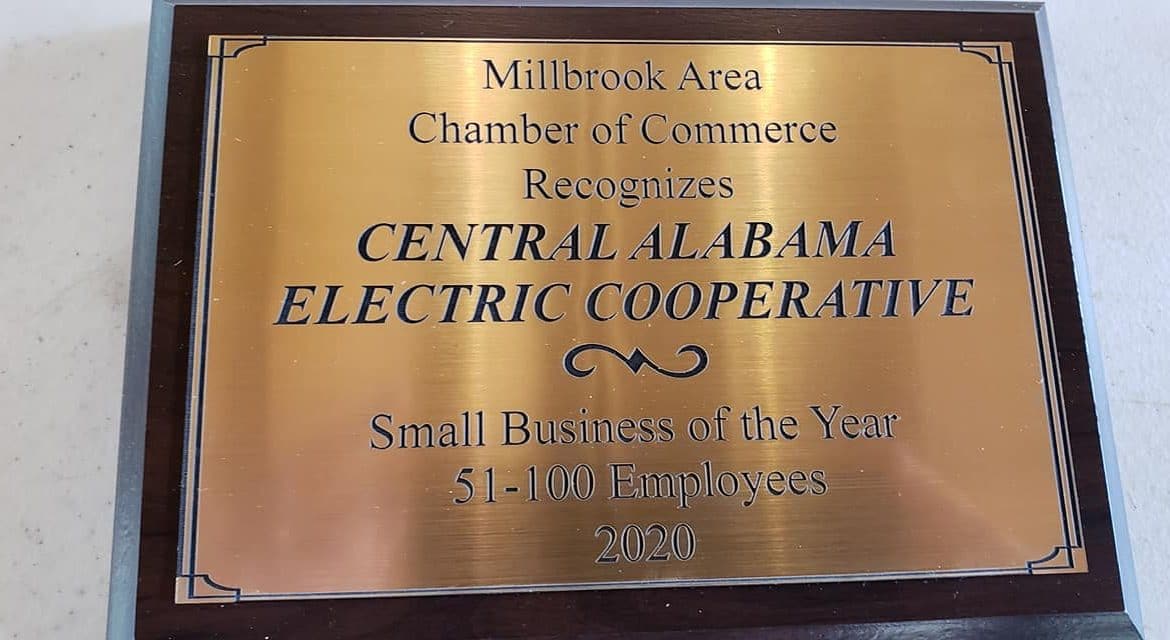 Millbrook Area
Chamber of Commerce
Recognizes
CENTRAL ALABAMA
ELECTRIC COOPERATIVE
Small Business of the Year
51-100 Employees
2020